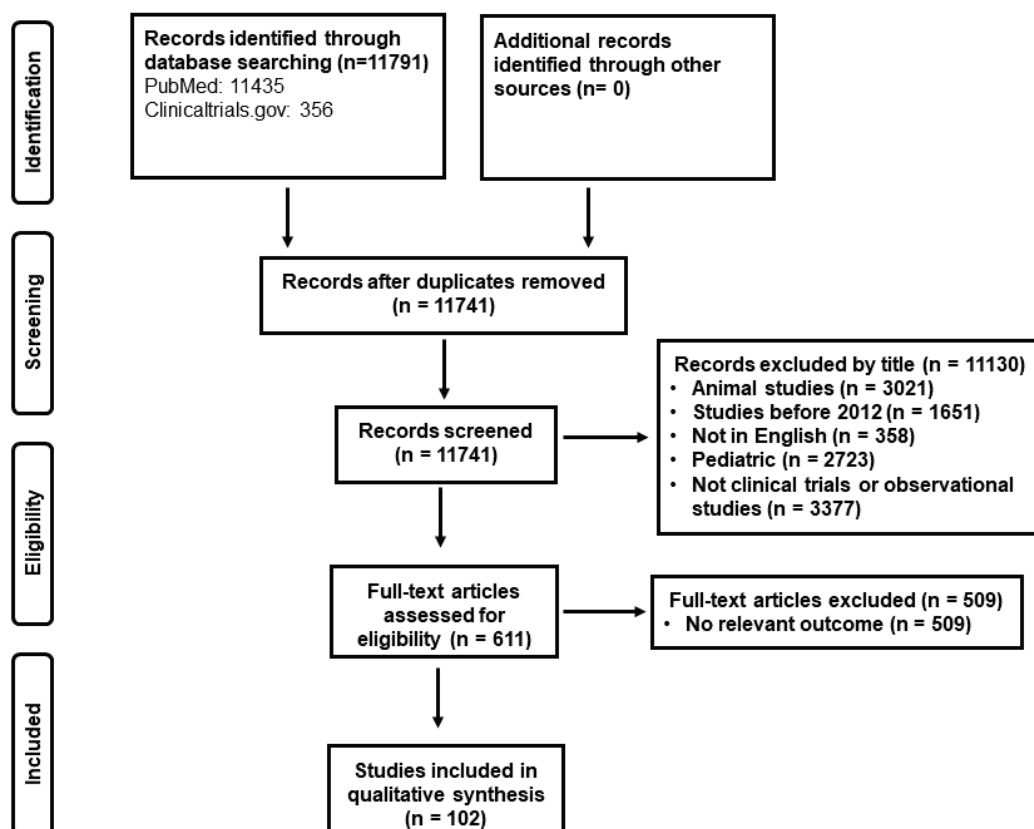 Identification
Records identified through
database searching (n=11791)
PubMed: 11435
Clinicaltrials.gov: 356
Additional records
identified through other
sources (n= 0)
Screening
Records after duplicates removed
(n = 11741)
Records screened
(n = 11741)
Records excluded by title (n = 11130)
• Animal studies (n = 3021)
• Studies before 2012 (n = 1651)
• Not in English (n = 358)
• Pediatric (n = 2723)
• Not clinical trials or observational
studies (n = 3377)
Eligibility
Full-text articles
assessed for
eligibility (n = 611)
Full-text articles excluded (n = 509)
• No relevant outcome (n = 509)
Included
Studies included in
qualitative synthesis
(n = 102)